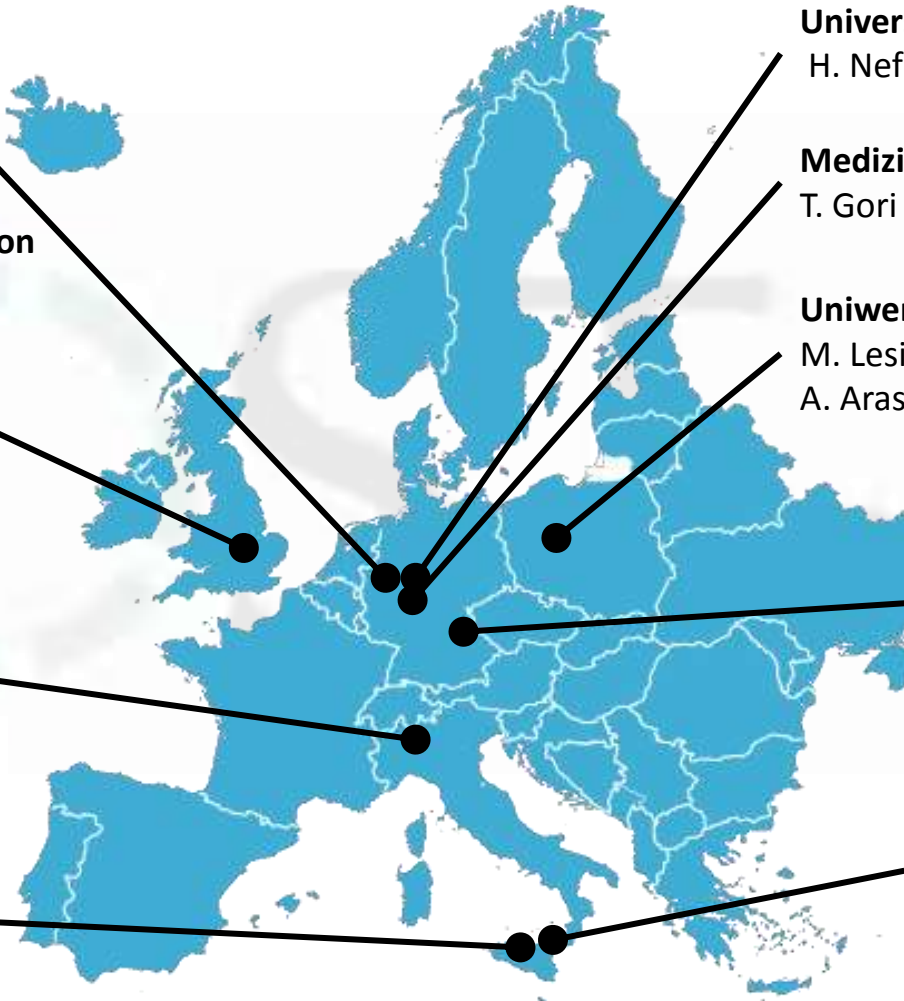 Univer
H. Nef
Medizi
T. Gori
on
Uniwer
M. Lesi
A. Aras